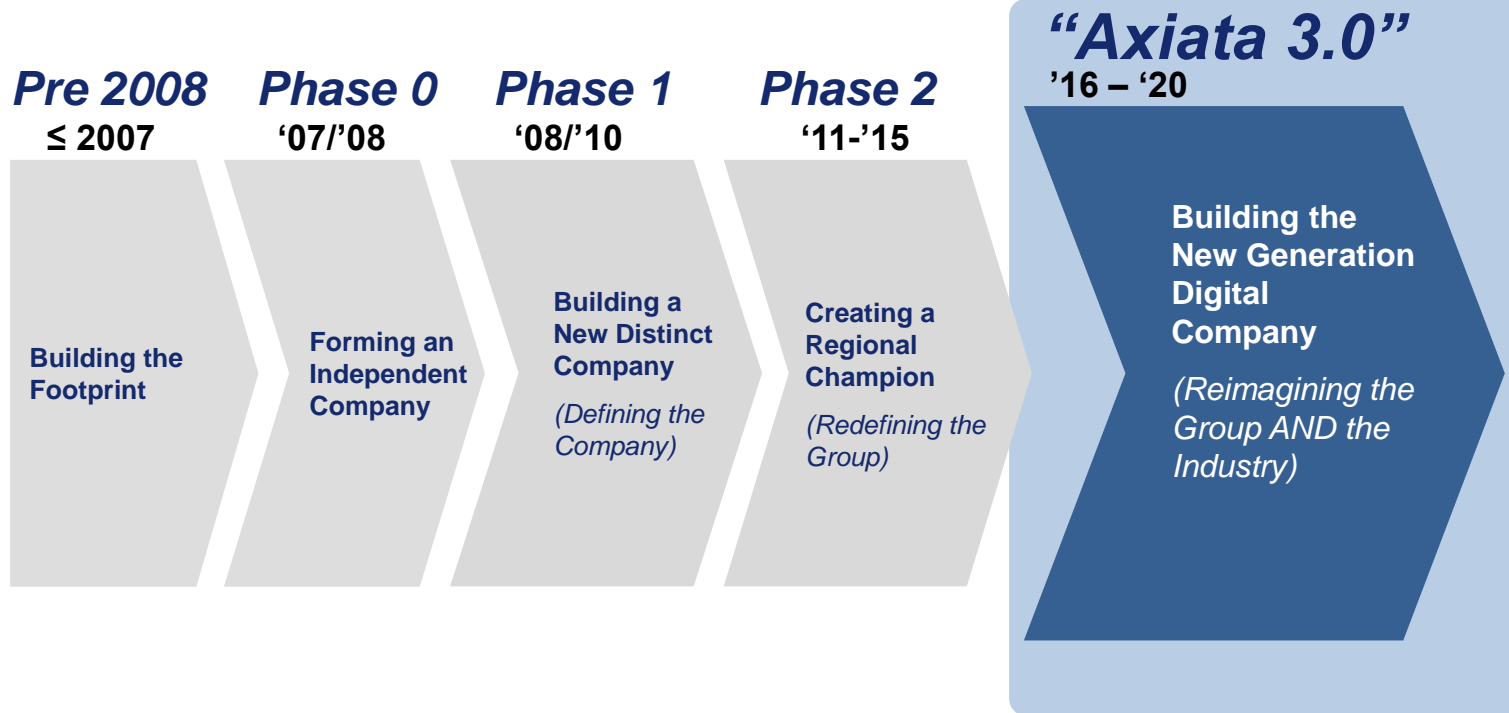 Pre 2008
≤ 2007
Building the
Footprint
Phase 0
‘07/’08
Forming an
Independent
Company
Phase 1
‘08/’10
Building a
New Distinct
Company
(Defining the
Company)
Phase 2
‘11-’15
Creating a
Regional
Champion
(Redefining the
Group)
“Axiata 3.0”
’16 – ‘20
Building the
New Generation
Digital
Company
(Reimagining the
Group AND the
Industry)